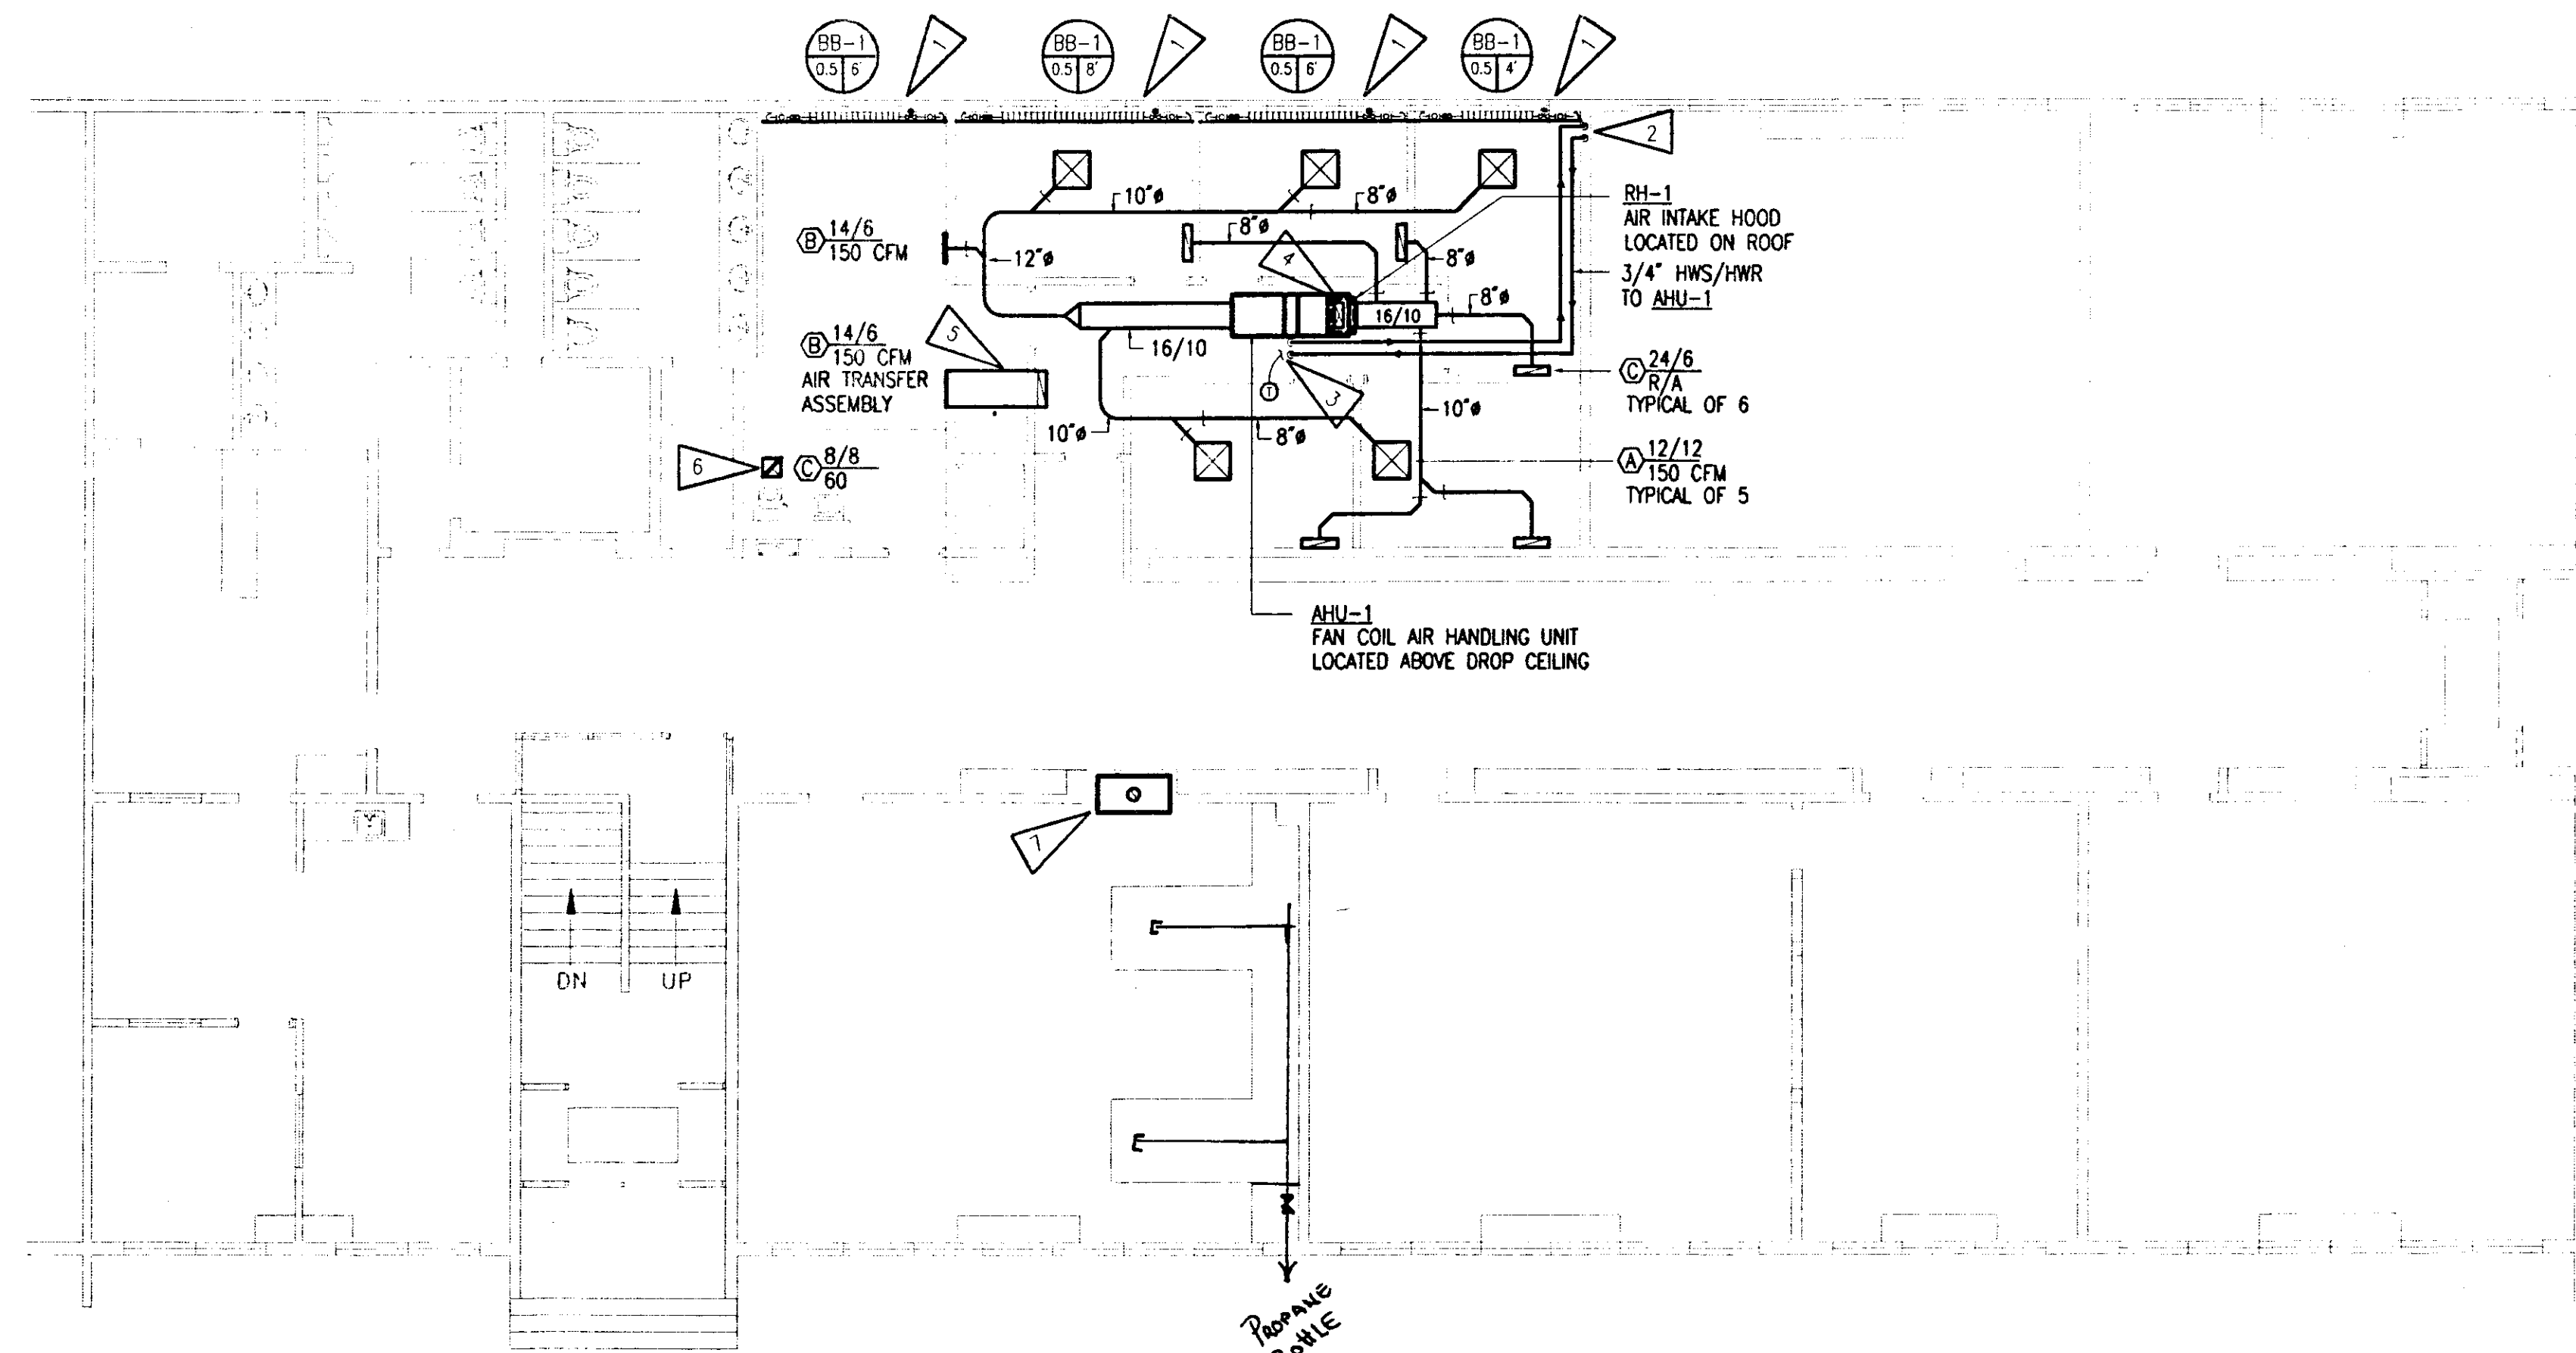 BB-1
0.5 6'
1
BB-1
0.5 8'
1
BB-1
0.5 6'
1
BB-1
0.5 4'
1
2
10"ø
8"ø
RH-1
AIR INTAKE HOOD
LOCATED ON ROOF
B 14/6
150 CFM
12"ø
8"ø
4
8"ø
3/4" HWS/HWR
TO AHU-1
8"ø
16/10
16/10
5
B 14/6
150 CFM
AIR TRANSFER
ASSEMBLY
T
3
C 24/6
R/A
TYPICAL OF 6
10"ø
8"ø
10"ø
6
C 8/8
60
A 12/12
150 CFM
TYPICAL OF 5
AHU-1
FAN COIL AIR HANDLING UNIT
LOCATED ABOVE DROP CEILING
7
DN
UP
PROPANE
BOTTLE